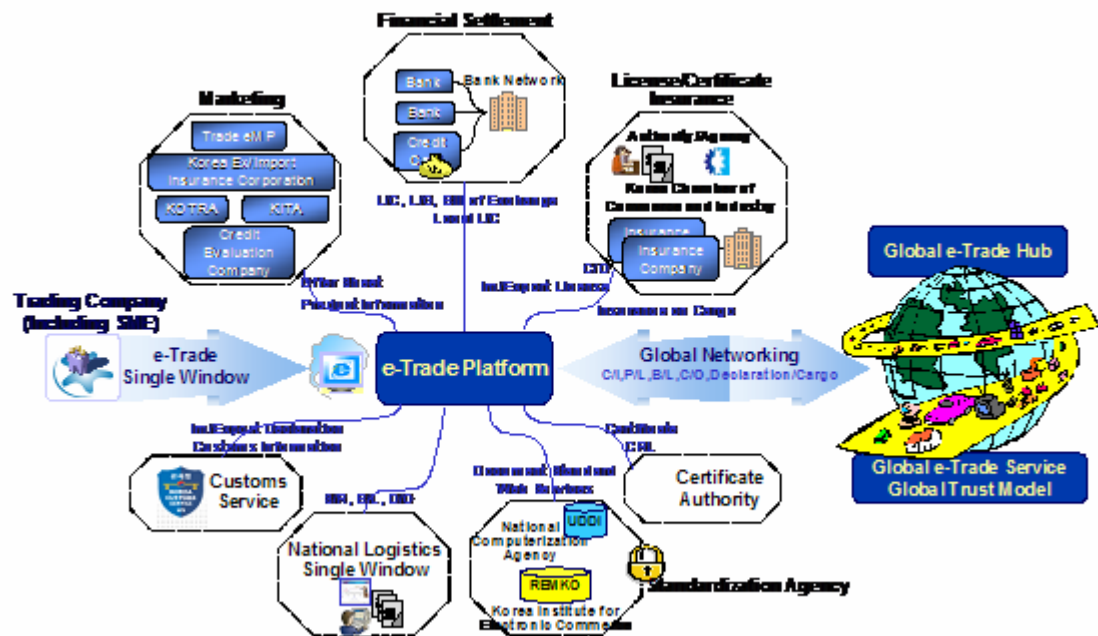 Financial Settlement
Bank
Bank Network
Bank
Credit
License/Certificate
Insurance
Marketing
Trade eMP
Korea Ex/Import
Insurance Corporation
KOTRA
KITA
Credit
Evaluation
Company
Authority/Agency
Korea Chamber of
Commerce and Industry
Insurance
Insurance
Company
L/C, L/G, Bill of Exchange
Local L/C
Offer Sheet
Product Information
C/O
Im/Export License
Insurance on Cargo
Global e-Trade Hub
Trading Company
(Including SME)
e-Trade
Single Window
e-Trade Platform
Global Networking
C/I,P/L,B/L,C/O,Declaration/Cargo
Im/Export Declaration
Customs Information
Customs
Service
Certificate
CRL
Certificate
Authority
Global e-Trade Service
Global Trust Model
D/O
National Logistics
Single Window
Document Standard
Web Services
UDDI
National
Computerization
Agency
REMKO
Korea Institute for
Electronic Commerce
Standardization Agency